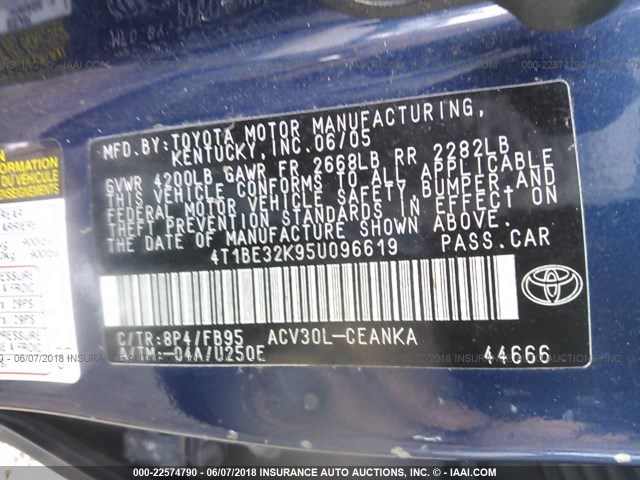 MFD.BY: TOYOTA MOTOR MANUFACTURING,
KENTUCKY, INC. 06/05
GVWR 4200LB GAWR FR 2668LB RR 2282LB
THIS VEHICLE CONFORMS TO ALL APPLICABLE
FEDERAL MOTOR VEHICLE SAFETY, BUMPER, AND
THEFT PREVENTION STANDARDS IN EFFECT ON
THE DATE OF MANUFACTURE SHOWN ABOVE.
4T1BE32K95U096619 PASS.CAR
C/TR: 8P4/FB95 ACV30L-CEANKA
A/TM:-04A/U250E
44666
INFORMATION
RENSEIGNEMENTS
000-22574790 - 06/07/2018 INSURANCE AUTO AUCTIONS, INC. - © IAAI.COM